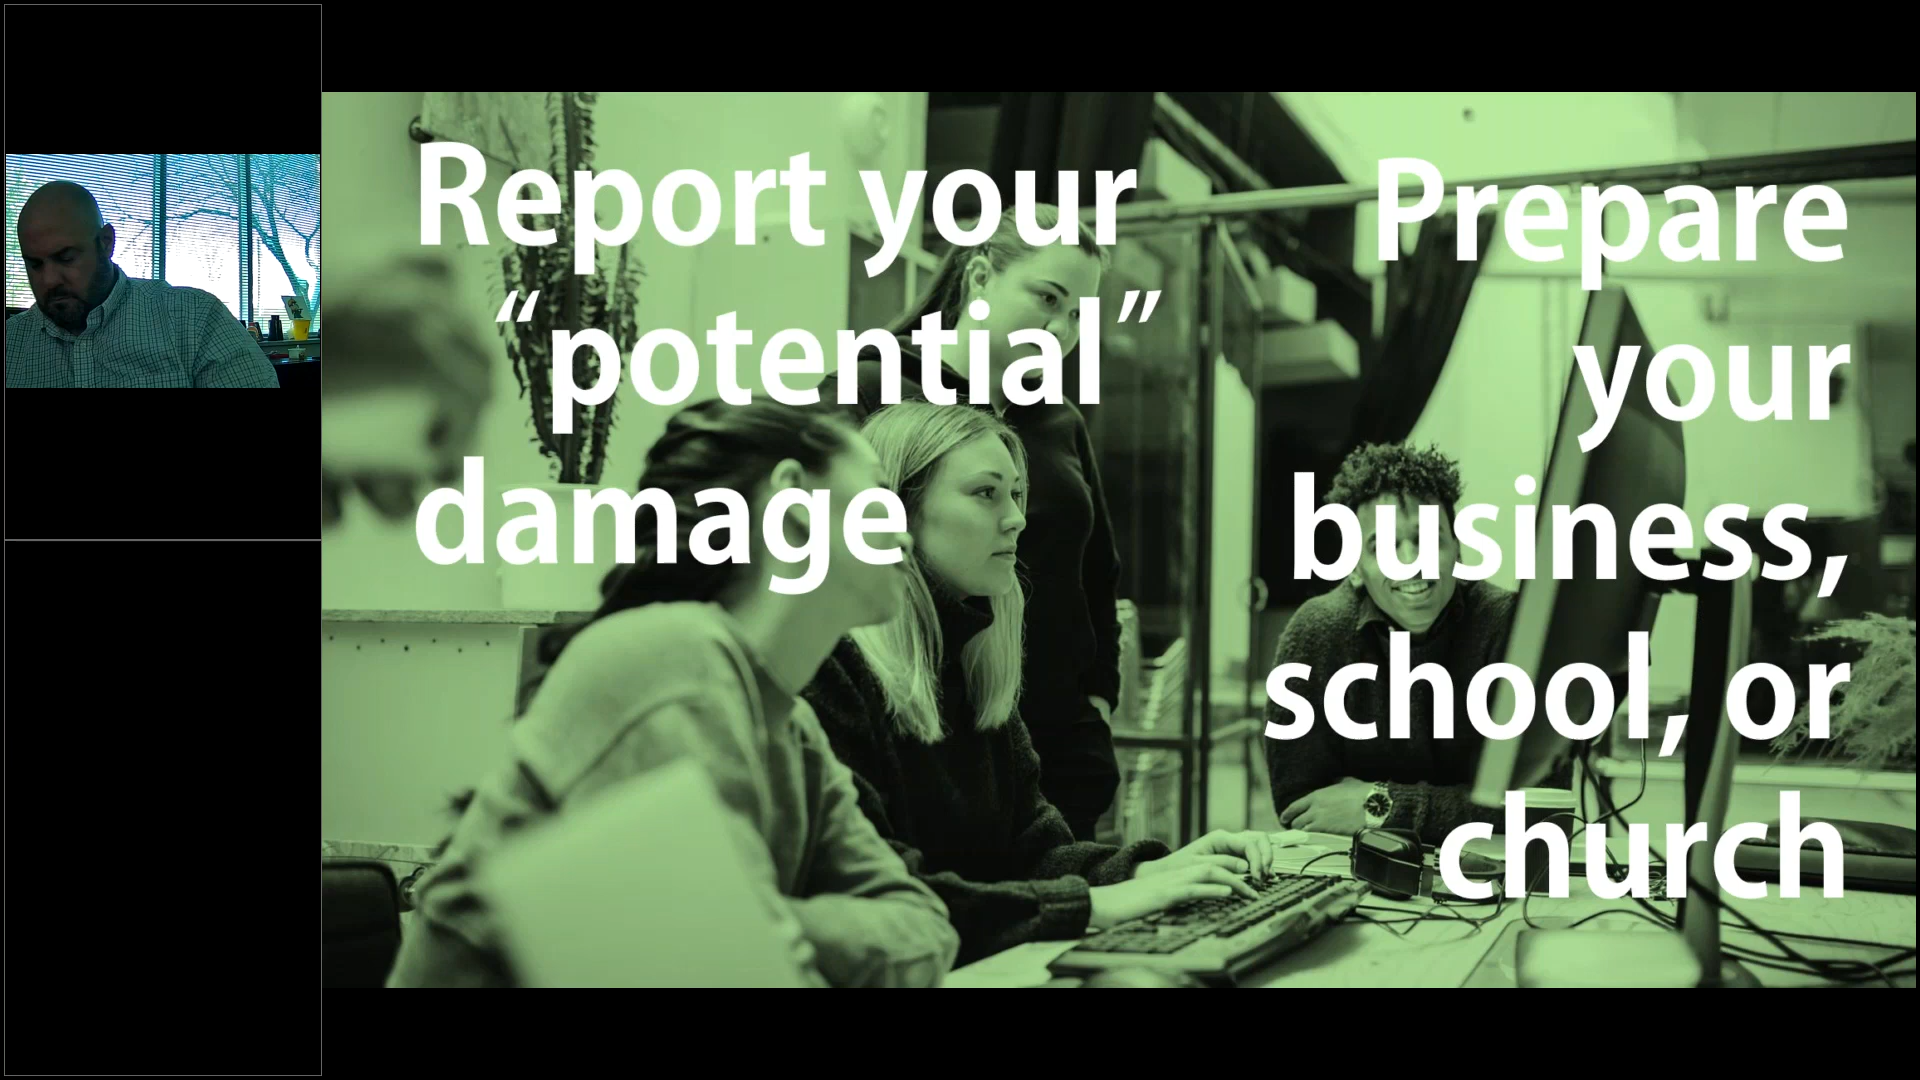 Report your
“potential”
damage
Prepare
your
business,
school, or
church